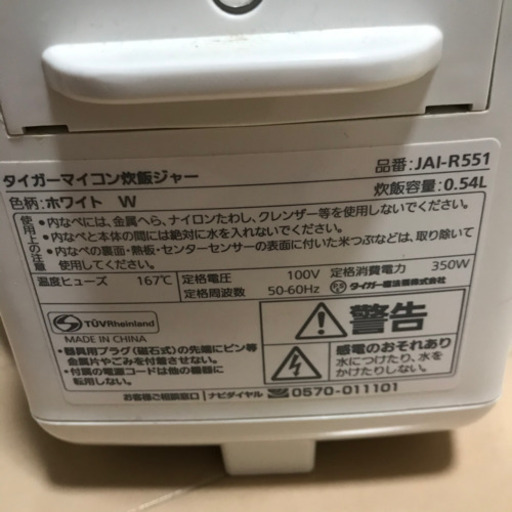 タイガーマイコン炊飯ジャー
品番:JAI-R551
色柄:ホワイト W
炊飯容量:0.54L
使用上の注意
・内なべには、金属へら、ナイロンたわし、クレンザー等を使用しないでください。
・内なべと本体の間には絶対に水を入れないでください。
・内なべの裏面・熱板・センターセンサーの表面に付いた米つぶなどは、取り除いて
使用してください。
温度ヒューズ 167℃
定格電圧 100V
定格消費電力 350W
定格周波数 50-60Hz
タイガー魔法瓶株式会社
TÜVRheinland
MADE IN CHINA
・器具用プラグ(磁石式)の先端にピン等
金属片やごみを付着させない。
・付属の電源コードは他の機器に
転用しない。
警告
感電のおそれあり
水につけたり、水を
かけたりしない。
お客様ご相談窓口 ナビダイヤル 0570-011101